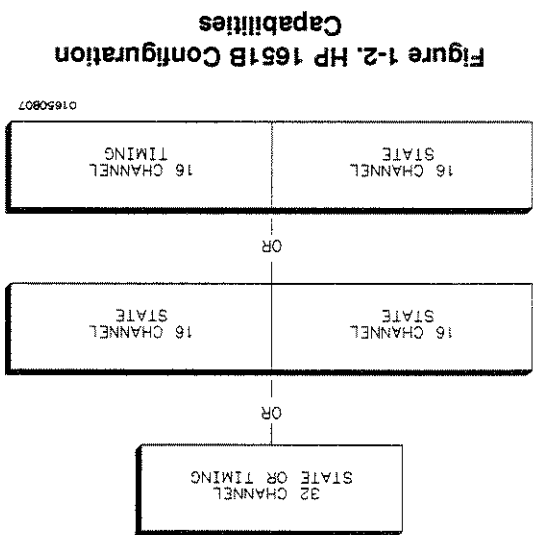 32 CHANNEL
STATE OR TIMING
OR
16 CHANNEL
STATE
16 CHANNEL
STATE
OR
16 CHANNEL
STATE
16 CHANNEL
TIMING
01650B07
Figure 1-2. HP 1651B Configuration
Capabilities